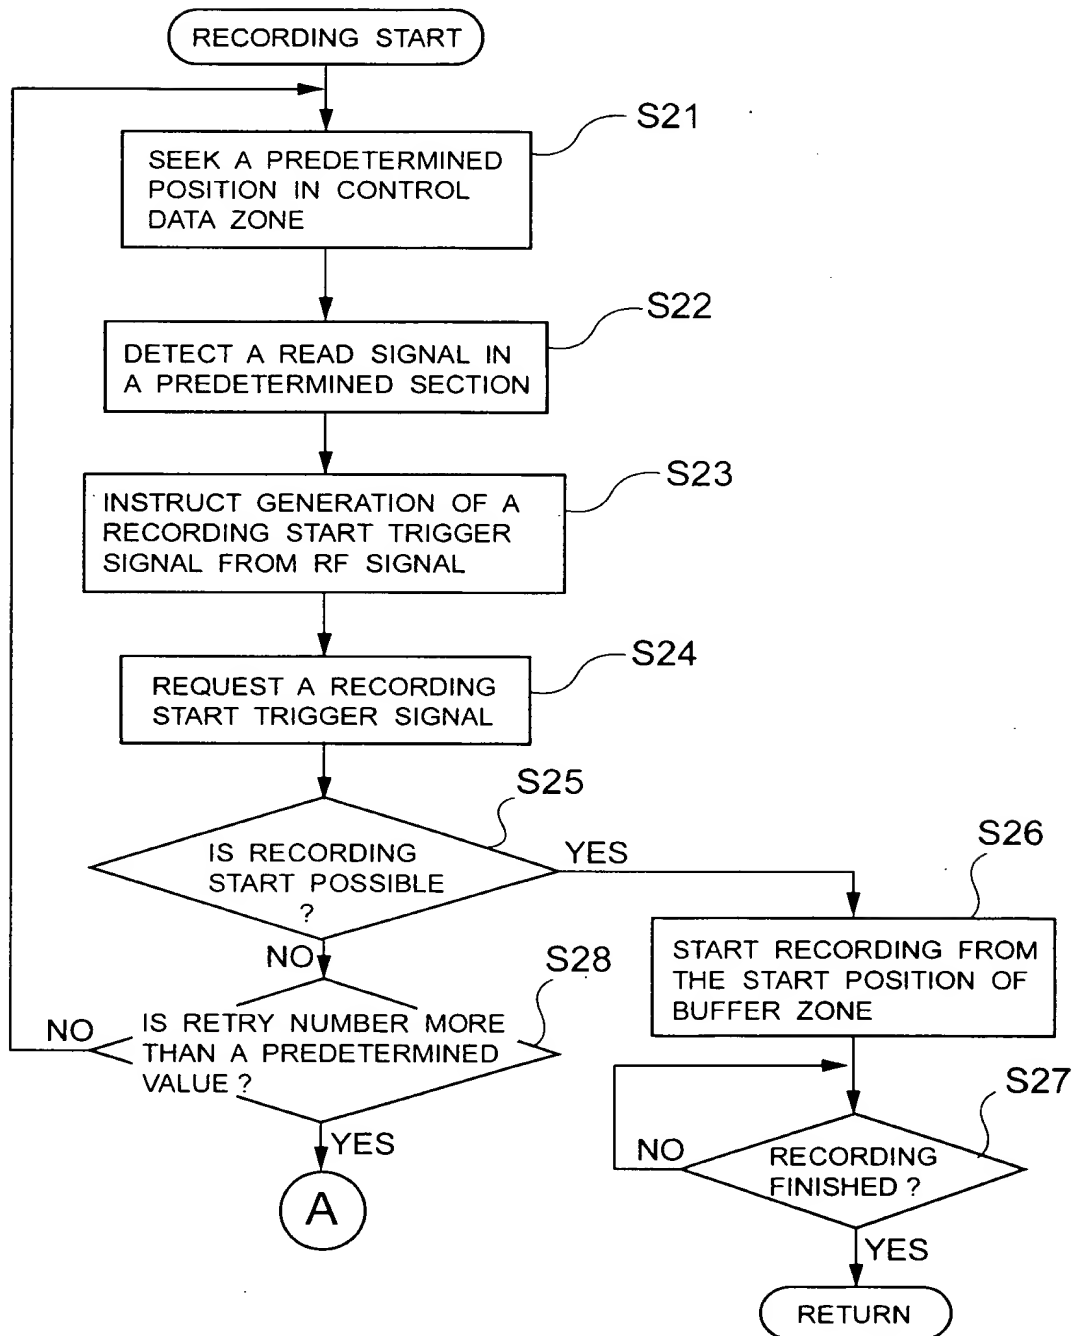 RECORDING START
S21
SEEK A PREDETERMINED
POSITION IN CONTROL
DATA ZONE
S22
DETECT A READ SIGNAL IN
A PREDETERMINED SECTION
S23
INSTRUCT GENERATION OF A
RECORDING START TRIGGER
SIGNAL FROM RF SIGNAL
S24
REQUEST A RECORDING
START TRIGGER SIGNAL
S25
IS RECORDING
START POSSIBLE
?
YES
NO
S26
START RECORDING FROM
THE START POSITION OF
BUFFER ZONE
S28
IS RETRY NUMBER MORE
THAN A PREDETERMINED
VALUE ?
NO
YES
A
S27
RECORDING
FINISHED ?
NO
YES
RETURN